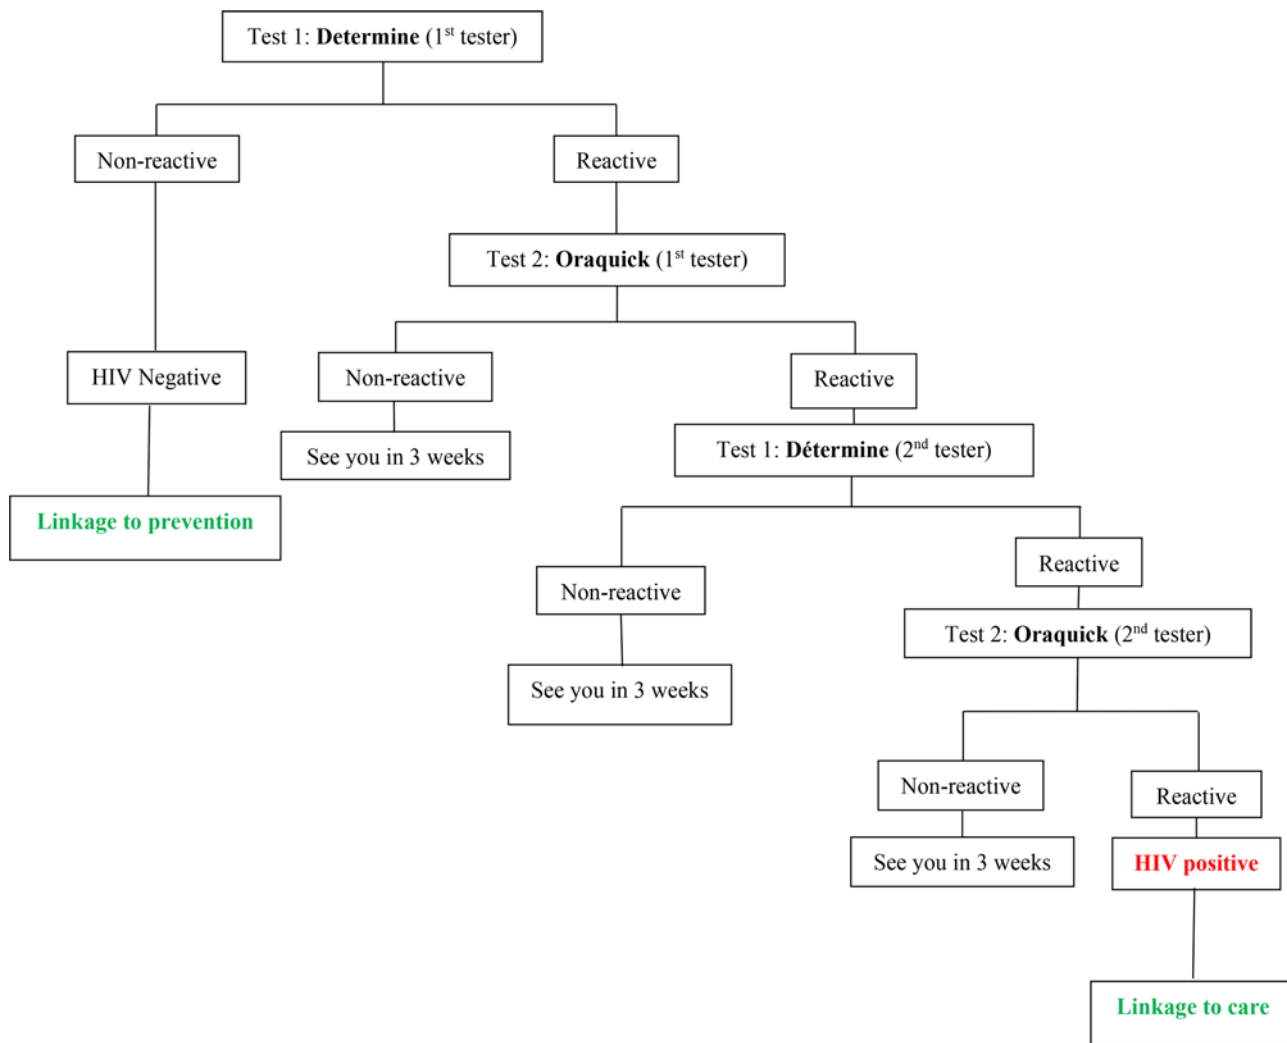 Test 1: Determine (1st tester)
Non-reactive
Reactive
Test 2: Oraquick (1st tester)
HIV Negative
Non-reactive
Reactive
See you in 3 weeks
Test 1: Détermine (2nd tester)
Linkage to prevention
Non-reactive
Reactive
Test 2: Oraquick (2nd tester)
See you in 3 weeks
Non-reactive
Reactive
See you in 3 weeks
HIV positive
Linkage to care